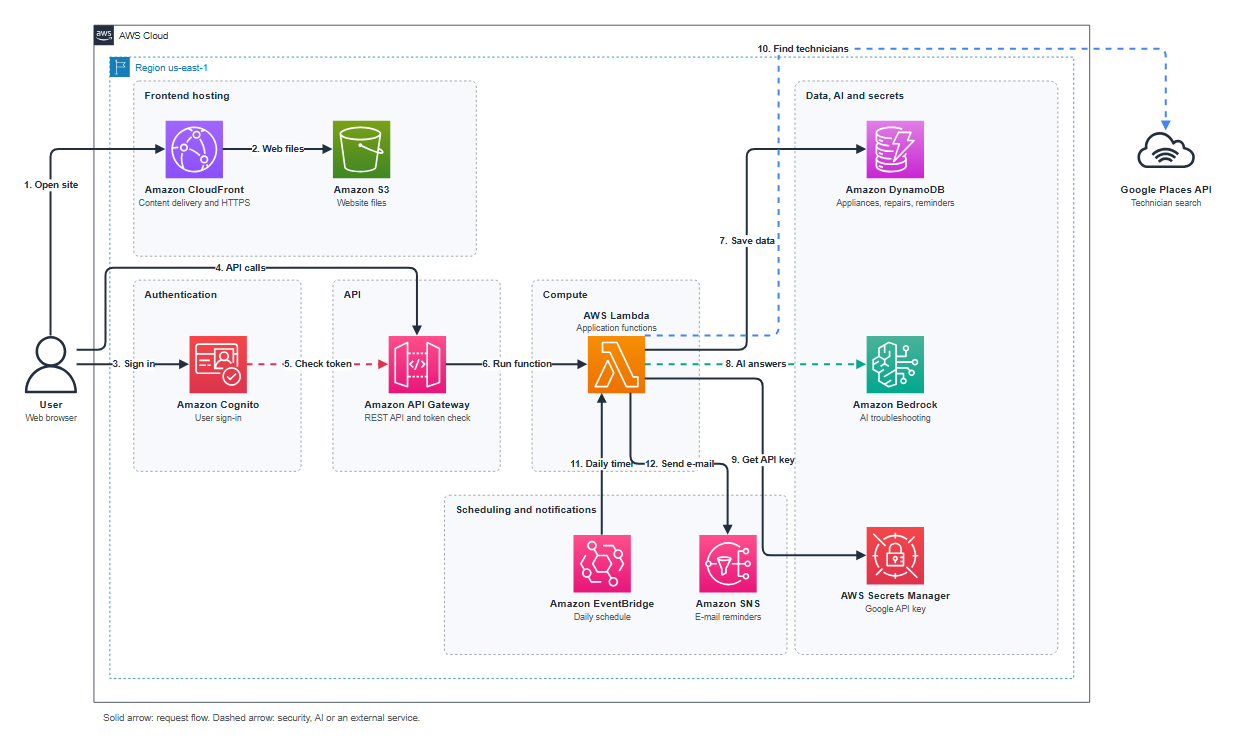 aws
AWS Cloud
10. Find technicians
Region us-east-1
Frontend hosting
Data, AI and secrets
2. Web files
1. Open site
Amazon CloudFront
Content delivery and HTTPS
Amazon S3
Website files
Amazon DynamoDB
Appliances, repairs, reminders
Google Places API
Technician search
7. Save data
4. API calls
Authentication
API
Compute
AWS Lambda
Application functions
3. Sign in
5. Check token
6. Run function
8. AI answers
User
Web browser
Amazon Cognito
User sign-in
Amazon API Gateway
REST API and token check
Amazon Bedrock
AI troubleshooting
11. Daily timer
12. Send e-mail
9. Get API key
Scheduling and notifications
Amazon EventBridge
Daily schedule
Amazon SNS
E-mail reminders
AWS Secrets Manager
Google API key
Solid arrow: request flow. Dashed arrow: security, AI or an external service.